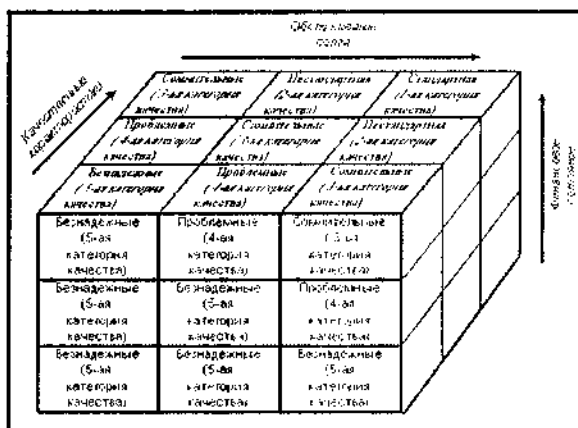 Обслуживание
долга
Качественные
характеристики
Сомнительные
(3-ая категория
качества)
Нестандартная
(2-ая категория
качества)
Стандартная
(1-ая категория
качества)
Проблемные
(4-ая категория
качества)
Сомнительные
(3-ая категория
качества)
Нестандартная
(2-ая категория
качества)
Безнадежные
(5-ая категория
качества)
Проблемные
(4-ая категория
качества)
Сомнительные
(3-ая категория
качества)
Финансовое
положение
Безнадежные
(5-ая
категория
качества)
Проблемные
(4-ая
категория
качества)
Сомнительные
(3-ая
категория
качества)
Безнадежные
(5-ая
категория
качества)
Безнадежные
(5-ая
категория
качества)
Проблемные
(4-ая
категория
качества)
Безнадежные
(5-ая
категория
качества)
Безнадежные
(5-ая
категория
качества)
Безнадежные
(5-ая
категория
качества)